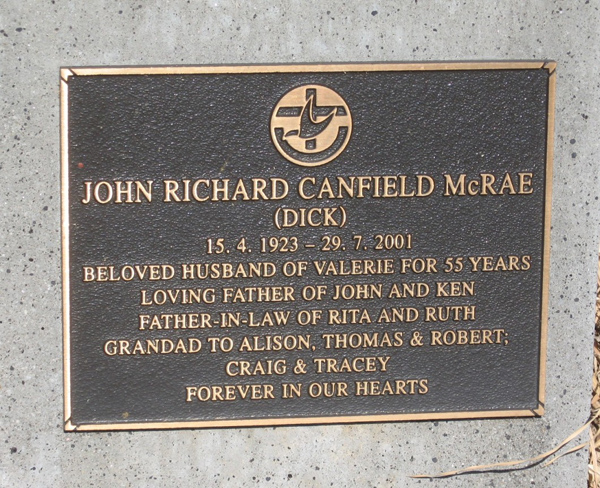 JOHN RICHARD CANFIELD McRAE
(DICK)
15. 4. 1923 – 29. 7. 2001
BELOVED HUSBAND OF VALERIE FOR 55 YEARS
LOVING FATHER OF JOHN AND KEN
FATHER-IN-LAW OF RITA AND RUTH
GRANDAD TO ALISON, THOMAS & ROBERT;
CRAIG & TRACEY
FOREVER IN OUR HEARTS